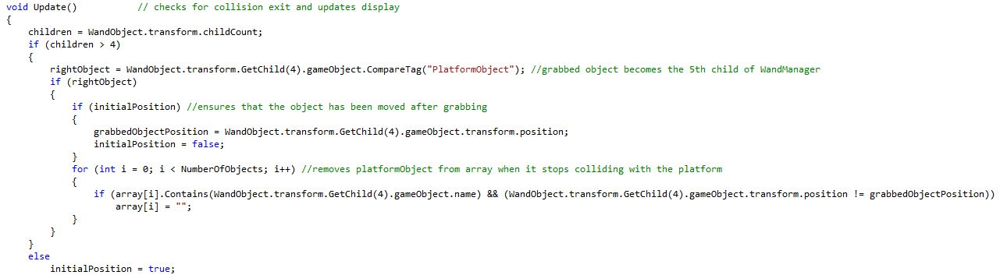 void Update()           // checks for collision exit and updates display
{
    children = WandObject.transform.childCount;
    if (children > 4)
    {
        rightObject = WandObject.transform.GetChild(4).gameObject.CompareTag("PlatformObject"); //grabbed object becomes the 5th child of WandManager
        if (rightObject)
        {
            if (initialPosition) //ensures that the object has been moved after grabbing
            {
                grabbedObjectPosition = WandObject.transform.GetChild(4).gameObject.transform.position;
                initialPosition = false;
            }
            for (int i = 0; i < NumberOfObjects; i++) //removes platformObject from array when it stops colliding with the platform
            {
                if (array[i].Contains(WandObject.transform.GetChild(4).gameObject.name) && (WandObject.transform.GetChild(4).gameObject.transform.position != grabbedObjectPosition))
                    array[i] = "";
            }
        }
    }
    else
        initialPosition = true;